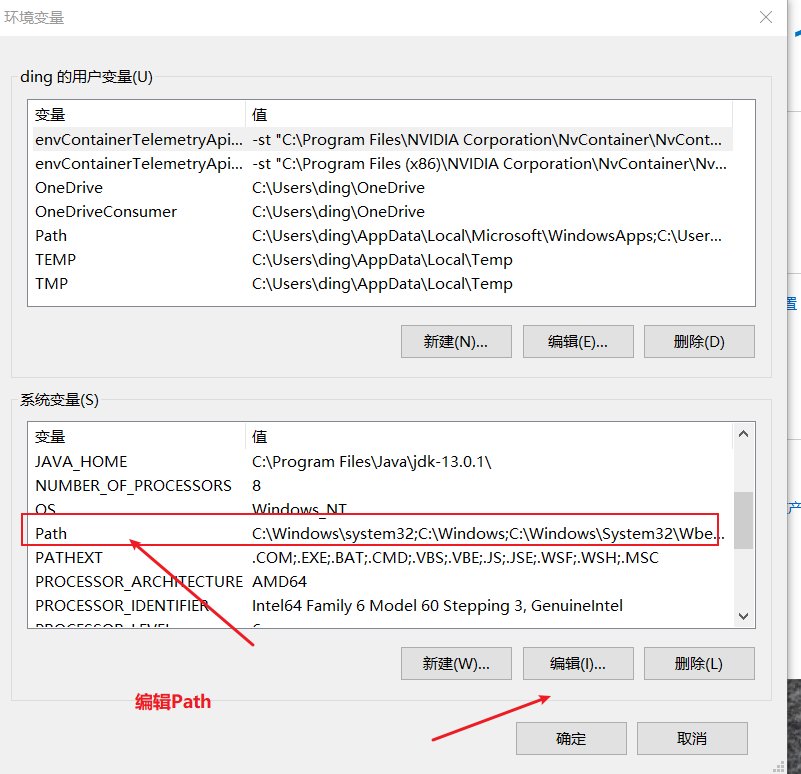 环境变量
ding 的用户变量(U)
变量 值
envContainerTelemetryApi... -st "C:\Program Files\NVIDIA Corporation\NvContainer\NvCont...
envContainerTelemetryApi... -st "C:\Program Files (x86)\NVIDIA Corporation\NvContainer\Nv...
OneDrive C:\Users\ding\OneDrive
OneDriveConsumer C:\Users\ding\OneDrive
Path C:\Users\ding\AppData\Local\Microsoft\WindowsApps;C:\User...
TEMP C:\Users\ding\AppData\Local\Temp
TMP C:\Users\ding\AppData\Local\Temp
置
新建(N)... 编辑(E)... 删除(D)
系统变量(S)
变量 值
JAVA_HOME C:\Program Files\Java\jdk-13.0.1\
NUMBER_OF_PROCESSORS 8
OS Windows_NT
产
Path C:\Windows\system32;C:\Windows;C:\Windows\System32\Wbe...
PATHEXT .COM;.EXE;.BAT;.CMD;.VBS;.VBE;.JS;.JSE;.WSF;.WSH;.MSC
PROCESSOR_ARCHITECTURE AMD64
PROCESSOR_IDENTIFIER Intel64 Family 6 Model 60 Stepping 3, GenuineIntel
PROCESSOR_LEVEL 6
新建(W)... 编辑(I)... 删除(L)
编辑Path
确定 取消